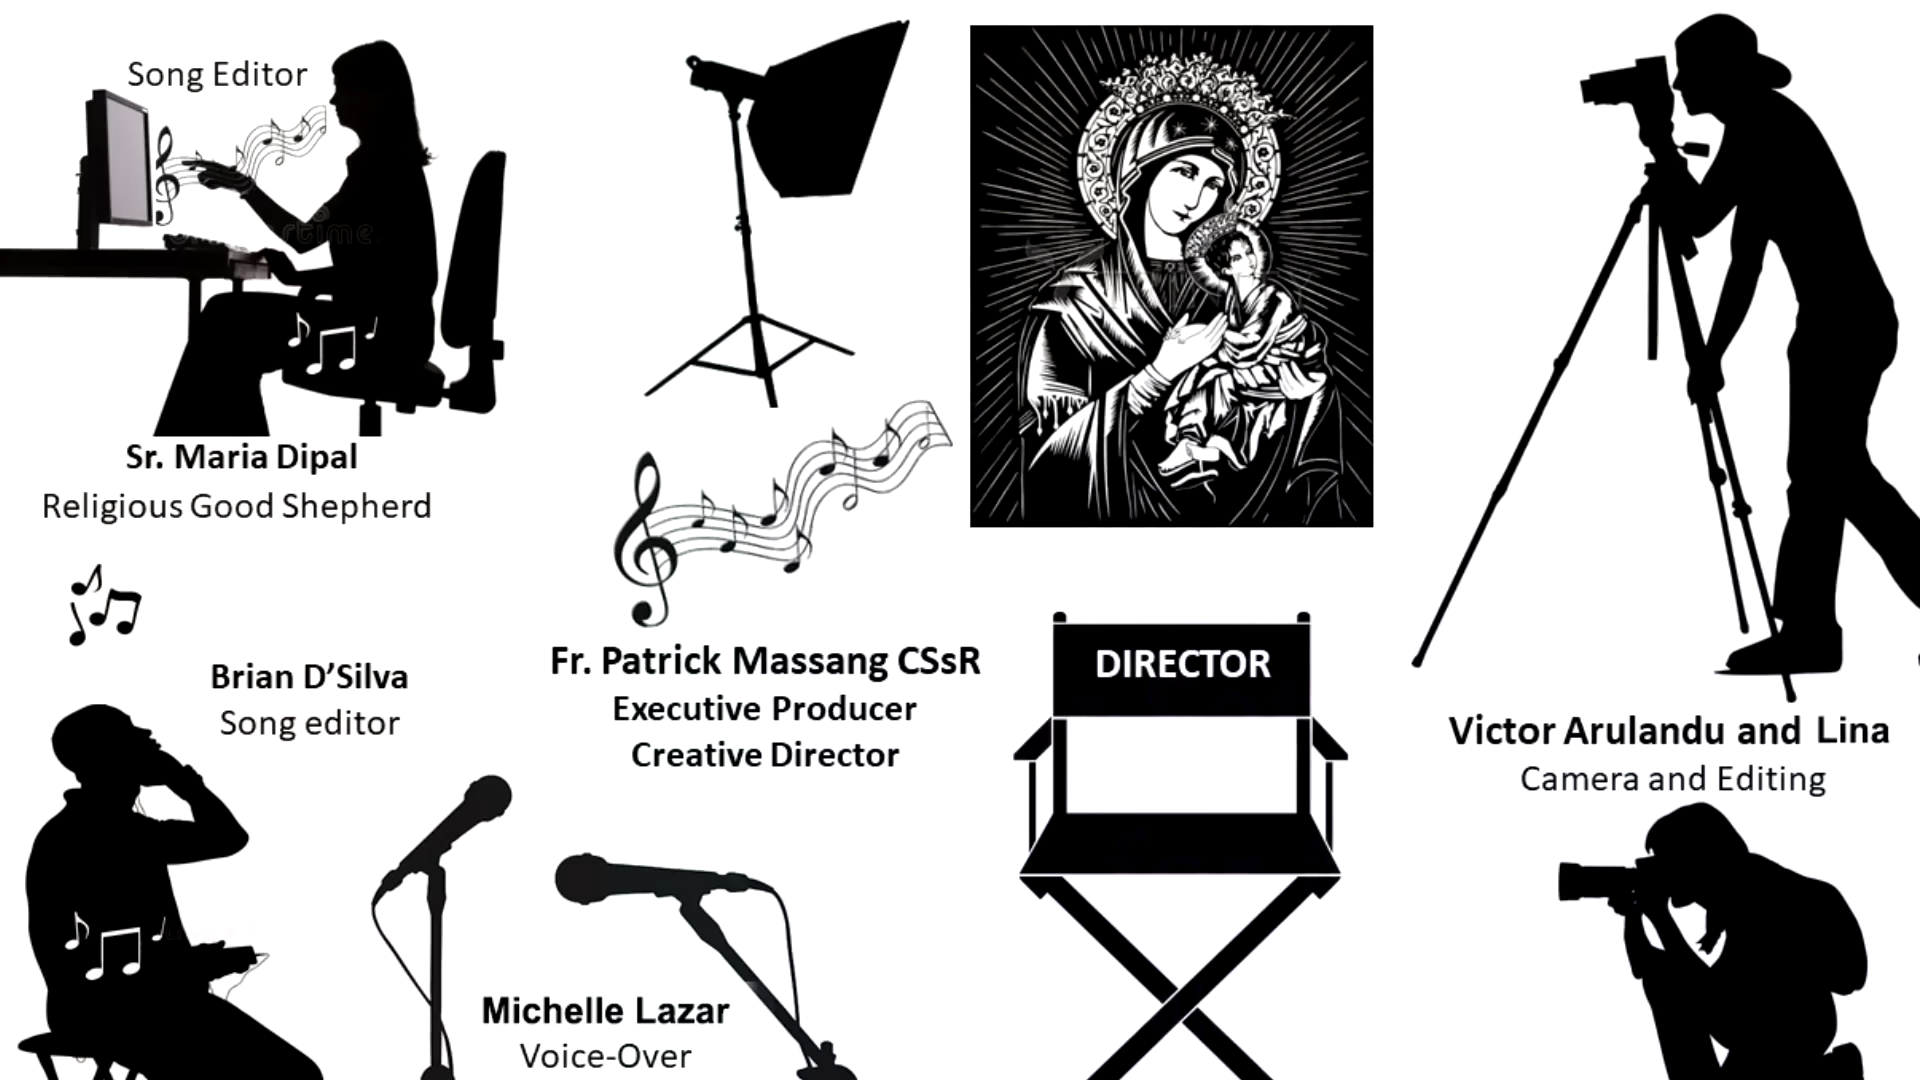 Song Editor
Sr. Maria Dipal
Religious Good Shepherd
Brian D’Silva
Song editor
Fr. Patrick Massang CSsR
Executive Producer
Creative Director
Michelle Lazar
Voice-Over
DIRECTOR
Victor Arulandu and Lina
Camera and Editing